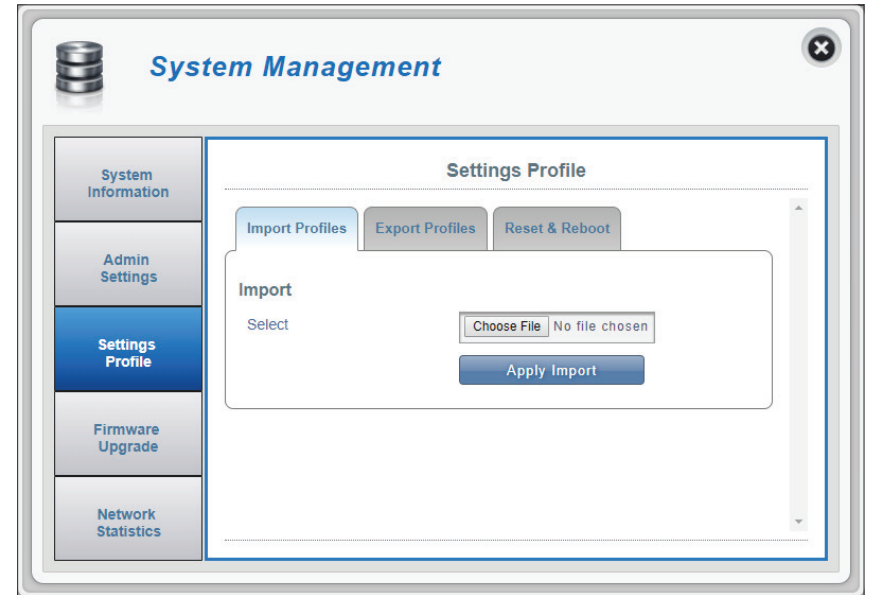 System Management
System
Information
Admin
Settings
Settings
Profile
Firmware
Upgrade
Network
Statistics
Settings Profile
Import Profiles Export Profiles Reset & Reboot
Import
Select Choose File No file chosen
Apply Import